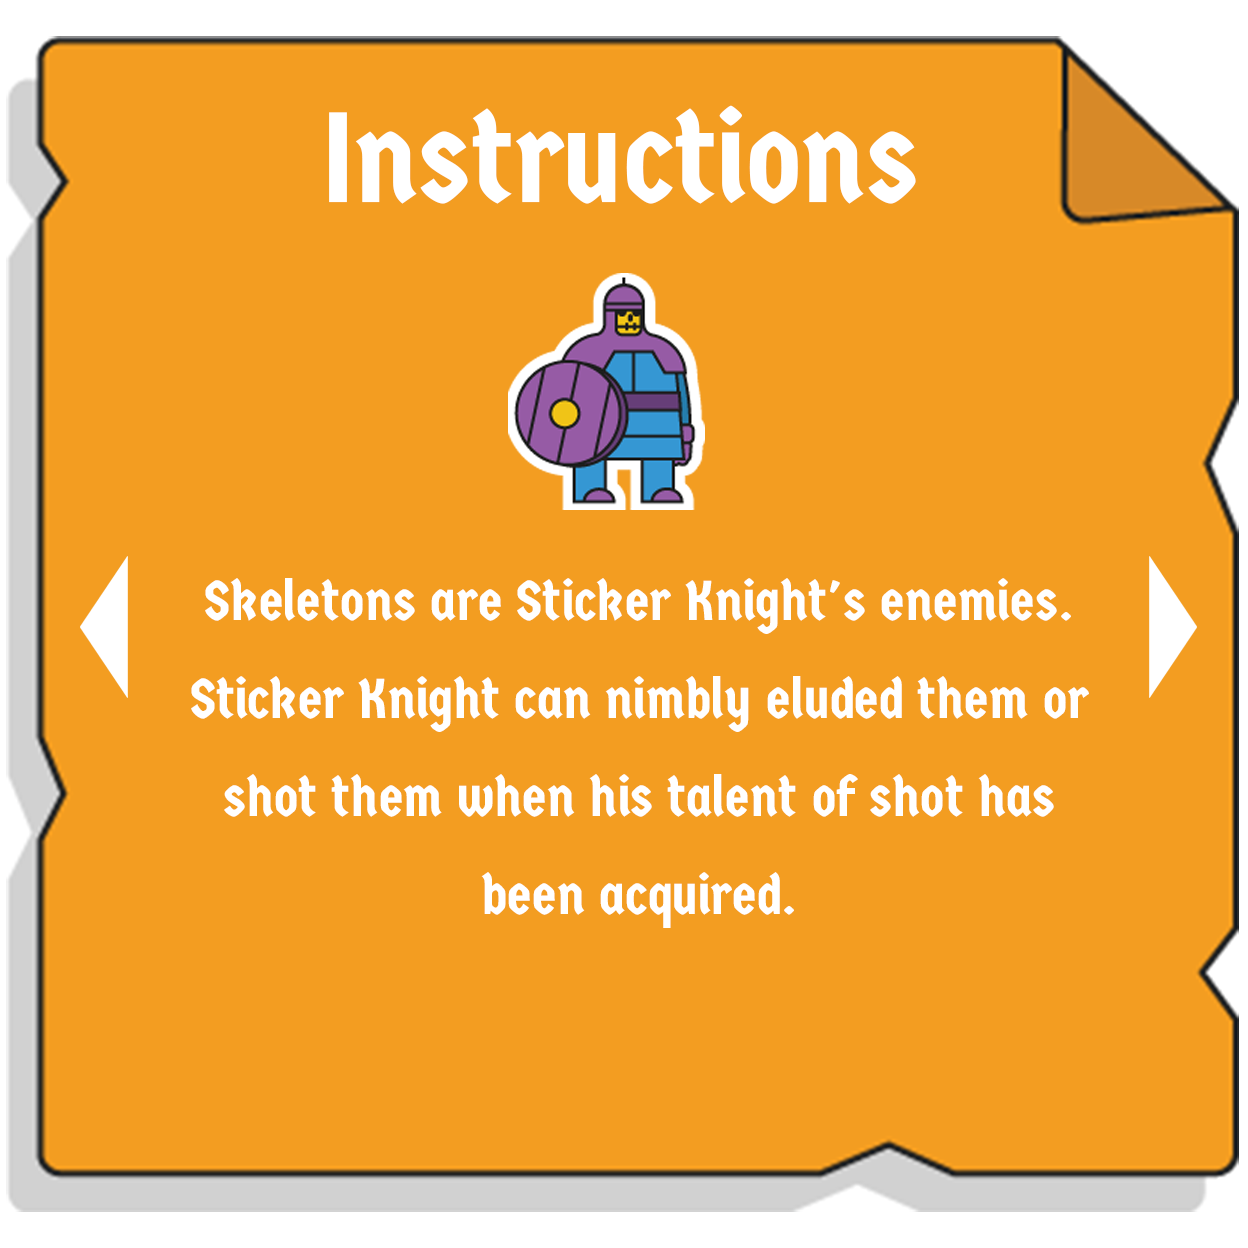 Instructions
Skeletons are Sticker Knight's enemies.
Sticker Knight can nimbly eluded them or
shot them when his talent of shot has
been acquired.